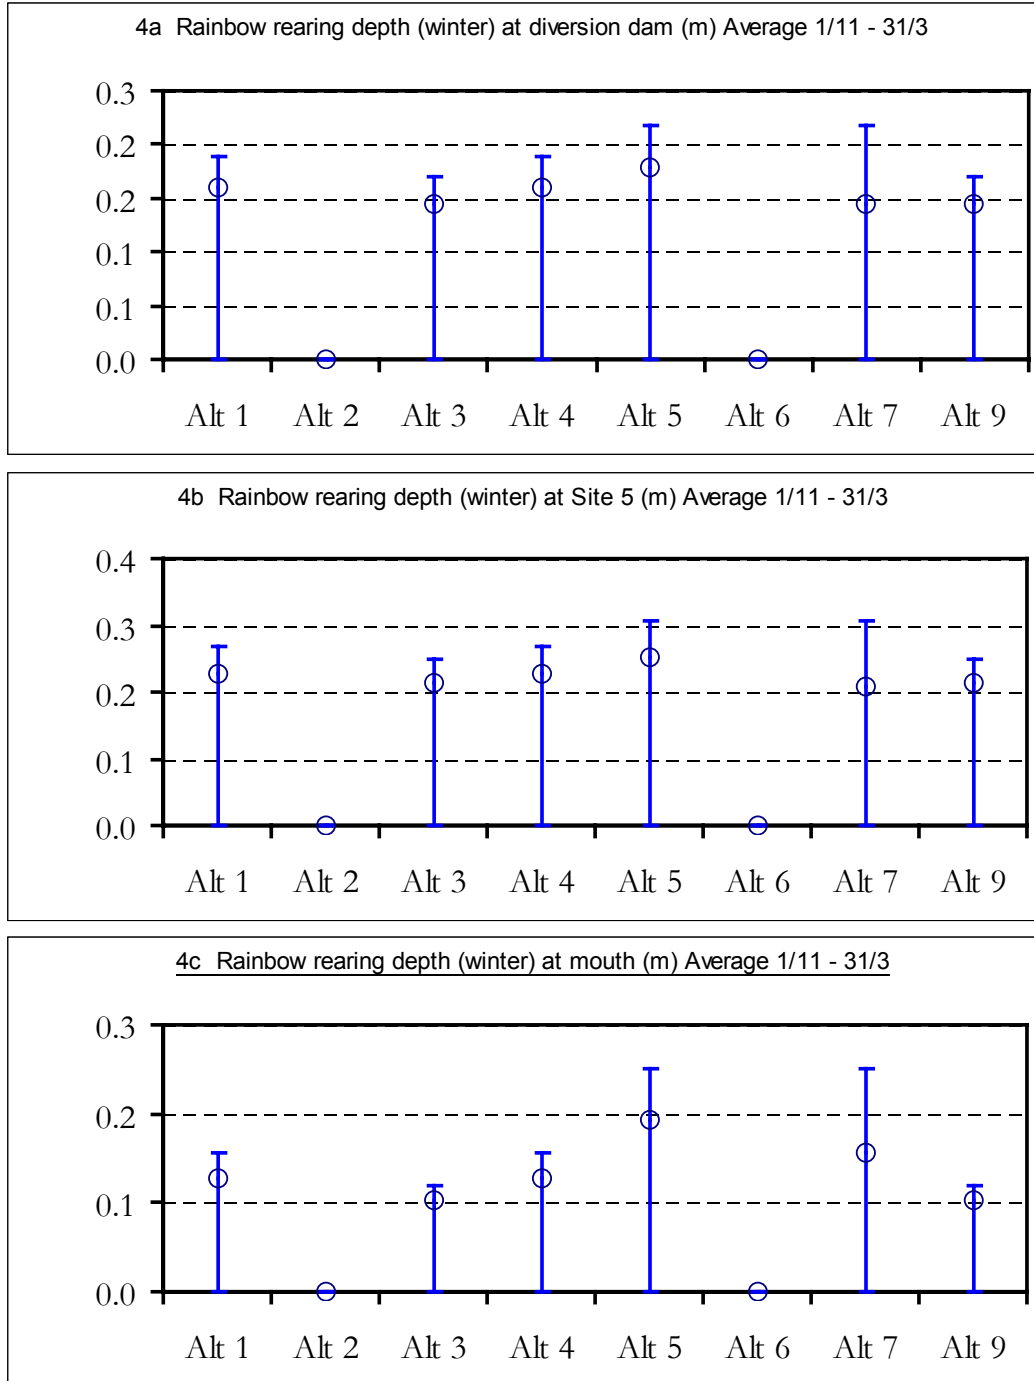 4a Rainbow rearing depth (winter) at diversion dam (m) Average 1/11 - 31/3
0.3
0.2
0.2
0.1
0.1
0.0
Alt 1 Alt 2 Alt 3 Alt 4 Alt 5 Alt 6 Alt 7 Alt 9
4b Rainbow rearing depth (winter) at Site 5 (m) Average 1/11 - 31/3
0.4
0.3
0.2
0.1
0.0
Alt 1 Alt 2 Alt 3 Alt 4 Alt 5 Alt 6 Alt 7 Alt 9
4c Rainbow rearing depth (winter) at mouth (m) Average 1/11 - 31/3
0.3
0.2
0.1
0.0
Alt 1 Alt 2 Alt 3 Alt 4 Alt 5 Alt 6 Alt 7 Alt 9